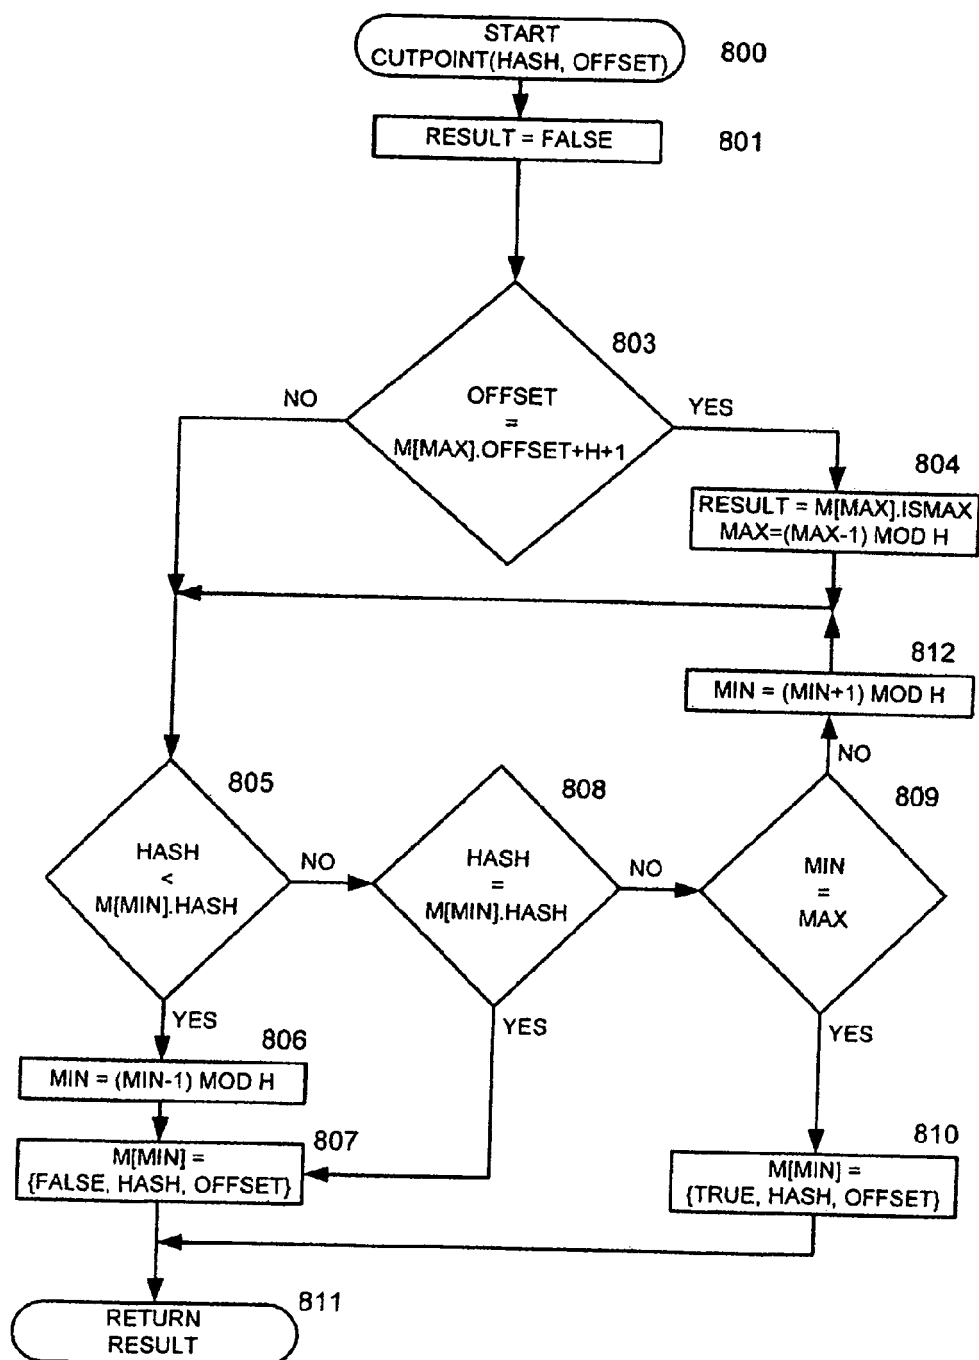 START
CUTPOINT(HASH, OFFSET)
800
RESULT = FALSE
801
803
OFFSET
=
M[MAX].OFFSET+H+1
NO
YES
804
RESULT = M[MAX].ISMAX
MAX=(MAX-1) MOD H
812
MIN = (MIN+1) MOD H
NO
805
HASH
<
M[MIN].HASH
NO
808
HASH
=
M[MIN].HASH
NO
809
MIN
=
MAX
YES
806
MIN = (MIN-1) MOD H
YES
YES
807
M[MIN] =
{FALSE, HASH, OFFSET}
810
M[MIN] =
{TRUE, HASH, OFFSET}
811
RETURN
RESULT